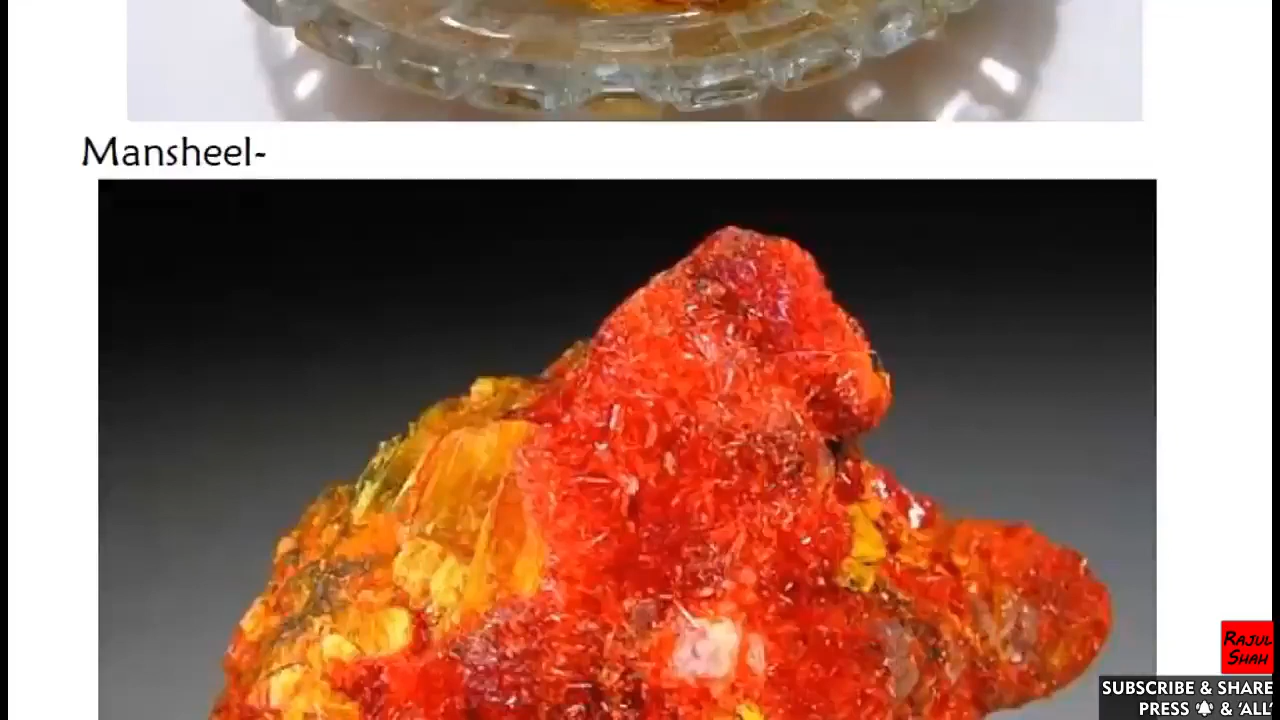 Mansheel-
RAJUL
SHAH
SUBSCRIBE & SHARE
PRESS 🔔 & 'ALL'